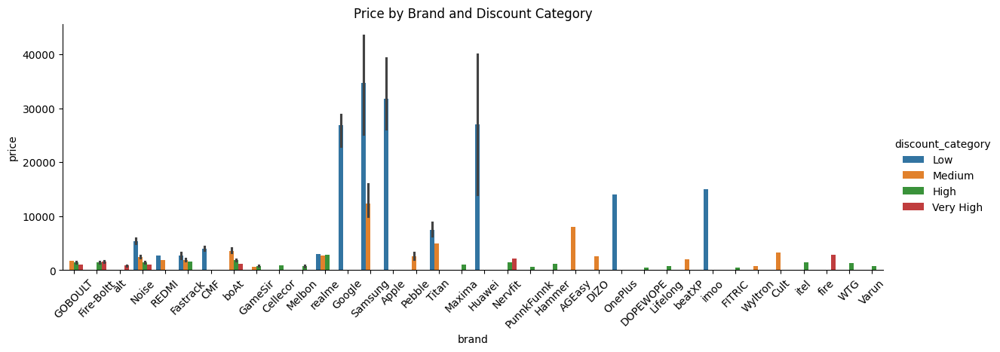 Price by Brand and Discount Category
price
40000
30000
20000
10000
0
GOBOULT
Fire-Boltt
alt
Noise
REDMI
Fastrack
CMF
boAt
GameSir
Cellecor
Melbon
realme
Google
Samsung
Apple
Pebble
Titan
Maxima
Huawei
Nervfit
PunnkFunnk
Hammer
AGEasy
DIZO
OnePlus
DOPEWOPE
Lifelong
beatXP
imoo
FITRIC
Wyltron
Cult
itel
fire
WTG
Varun
brand
discount_category
Low
Medium
High
Very High